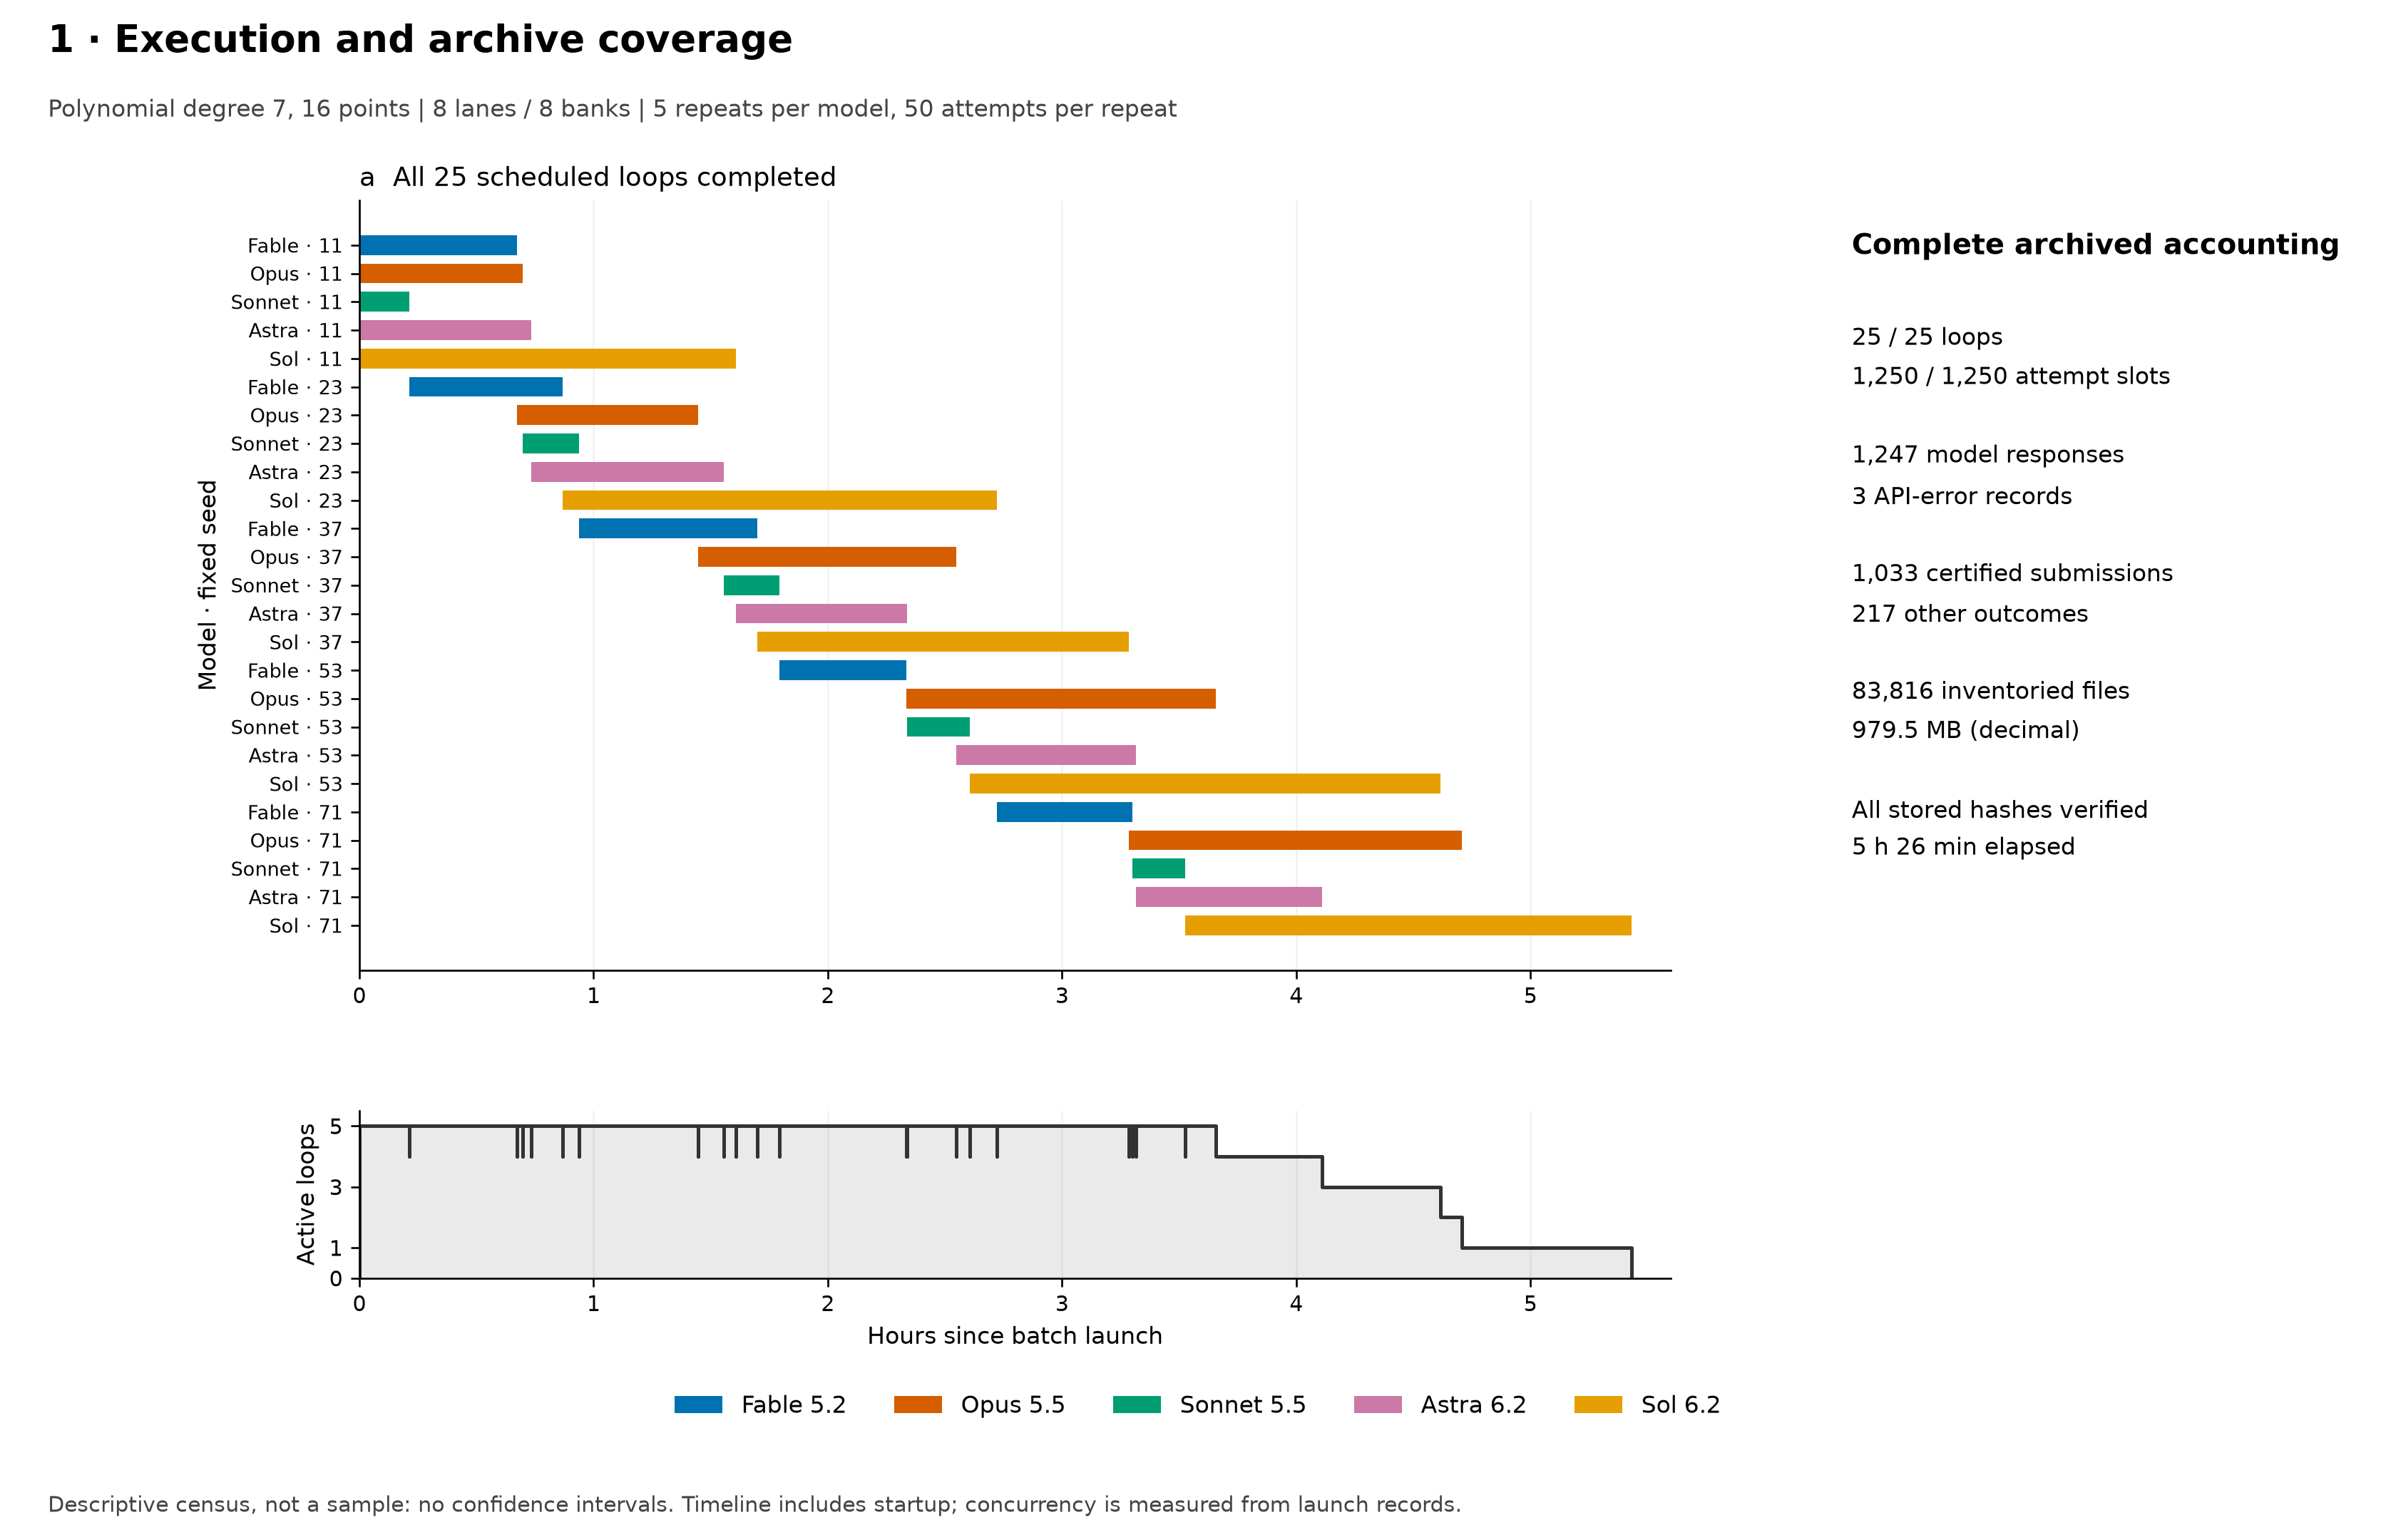 1 · Execution and archive coverage
Polynomial degree 7, 16 points | 8 lanes / 8 banks | 5 repeats per model, 50 attempts per repeat
a  All 25 scheduled loops completed
Model · fixed seed
Fable · 11
Opus · 11
Sonnet · 11
Astra · 11
Sol · 11
Fable · 23
Opus · 23
Sonnet · 23
Astra · 23
Sol · 23
Fable · 37
Opus · 37
Sonnet · 37
Astra · 37
Sol · 37
Fable · 53
Opus · 53
Sonnet · 53
Astra · 53
Sol · 53
Fable · 71
Opus · 71
Sonnet · 71
Astra · 71
Sol · 71
0 1 2 3 4 5
Complete archived accounting
25 / 25 loops
1,250 / 1,250 attempt slots
1,247 model responses
3 API-error records
1,033 certified submissions
217 other outcomes
83,816 inventoried files
979.5 MB (decimal)
All stored hashes verified
5 h 26 min elapsed
Active loops
5
3
1
0
0 1 2 3 4 5
Hours since batch launch
Fable 5.2 Opus 5.5 Sonnet 5.5 Astra 6.2 Sol 6.2
Descriptive census, not a sample: no confidence intervals. Timeline includes startup; concurrency is measured from launch records.